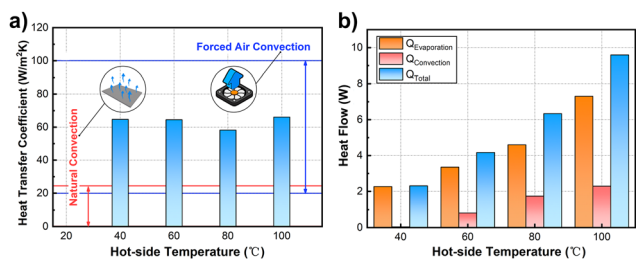 a)
Heat Transfer Coefficient (W/m²K)
140
120
100
80
60
40
20
0
Forced Air Convection
Natural Convection
20
40
60
80
100
Hot-side Temperature (℃)
b)
Heat Flow (W)
10
8
6
4
2
0
QEvaporation
QConvection
QTotal
40
60
80
100
Hot-side Temperature (℃)